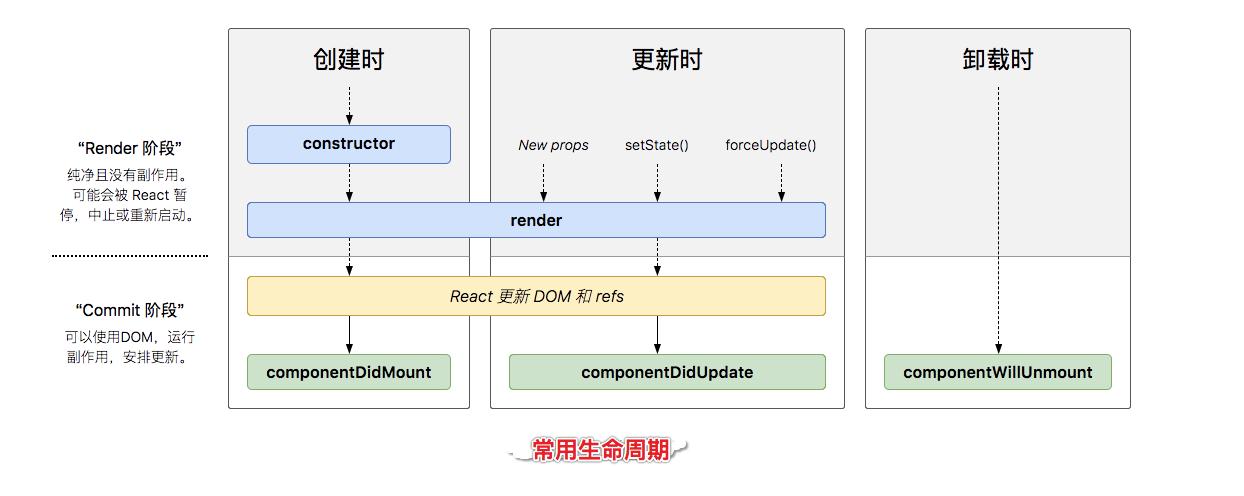 创建时
更新时
卸载时
“Render 阶段”
纯净且没有副作用。
可能会被 React 暂
停，中止或重新启动。
constructor
New props
setState()
forceUpdate()
render
“Commit 阶段”
可以使用DOM，运行
副作用，安排更新。
React 更新 DOM 和 refs
componentDidMount
componentDidUpdate
componentWillUnmount
常用生命周期